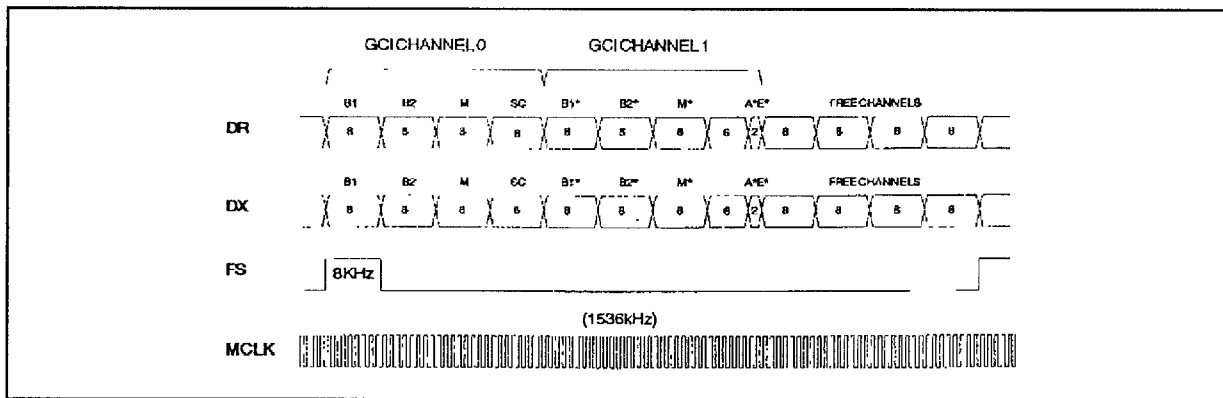 GCI CHANNEL 0 GCI CHANNEL 1
B1 B2 M SC B1* B2* M* A*E* FREE CHANNELS
DR 8 8 8 8 8 8 8 6 2 8 8 8 8
B1 B2 M SC B1* B2* M* A*E* FREE CHANNELS
DX 8 8 8 8 8 8 8 6 2 8 8 8 8
FS 8KHz
(1536kHz)
MCLK